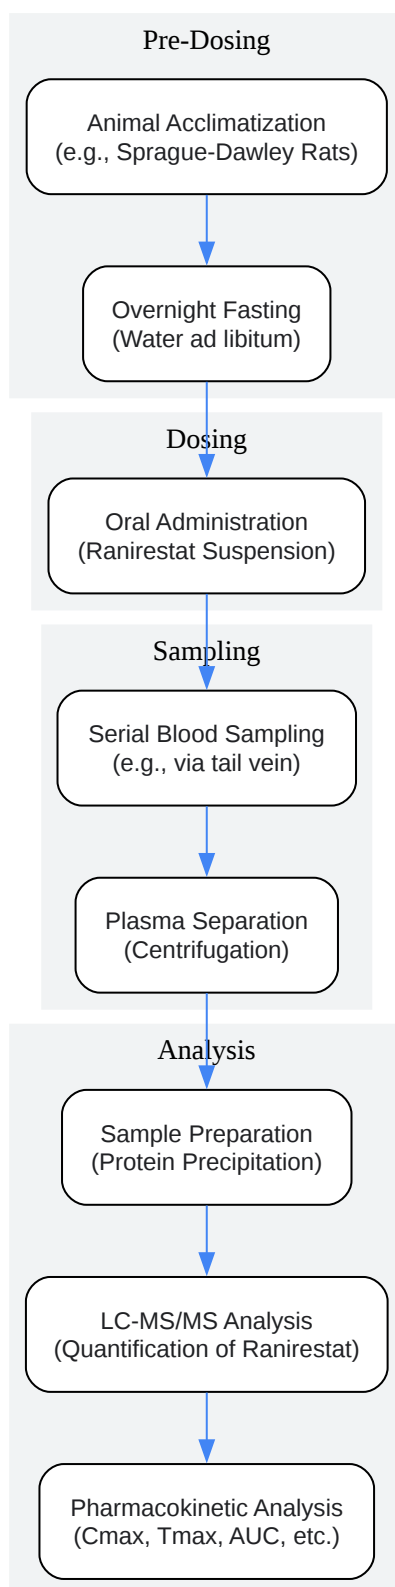 Pre-Dosing
Animal Acclimatization
(e.g., Sprague-Dawley Rats)
Overnight Fasting
(Water ad libitum)
Dosing
Oral Administration
(Ranirestat Suspension)
Sampling
Serial Blood Sampling
(e.g., via tail vein)
Plasma Separation
(Centrifugation)
Analysis
Sample Preparation
(Protein Precipitation)
LC-MS/MS Analysis
(Quantification of Ranirestat)
Pharmacokinetic Analysis
(Cmax, Tmax, AUC, etc.)